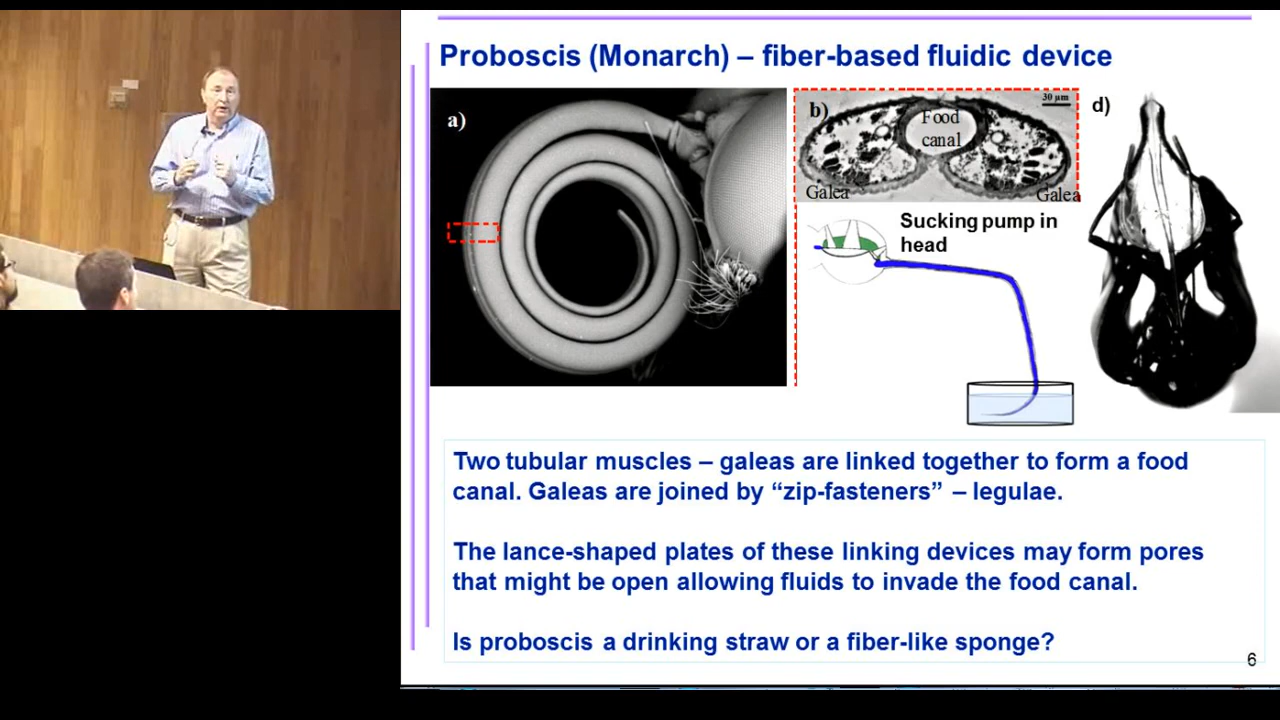 Proboscis (Monarch) – fiber-based fluidic device
a)
b)
30 µm
Food
canal
Galea
Galea
d)
Sucking pump in
head
Two tubular muscles – galeas are linked together to form a food
canal. Galeas are joined by “zip-fasteners” – legulae.
The lance-shaped plates of these linking devices may form pores
that might be open allowing fluids to invade the food canal.
Is proboscis a drinking straw or a fiber-like sponge?
6